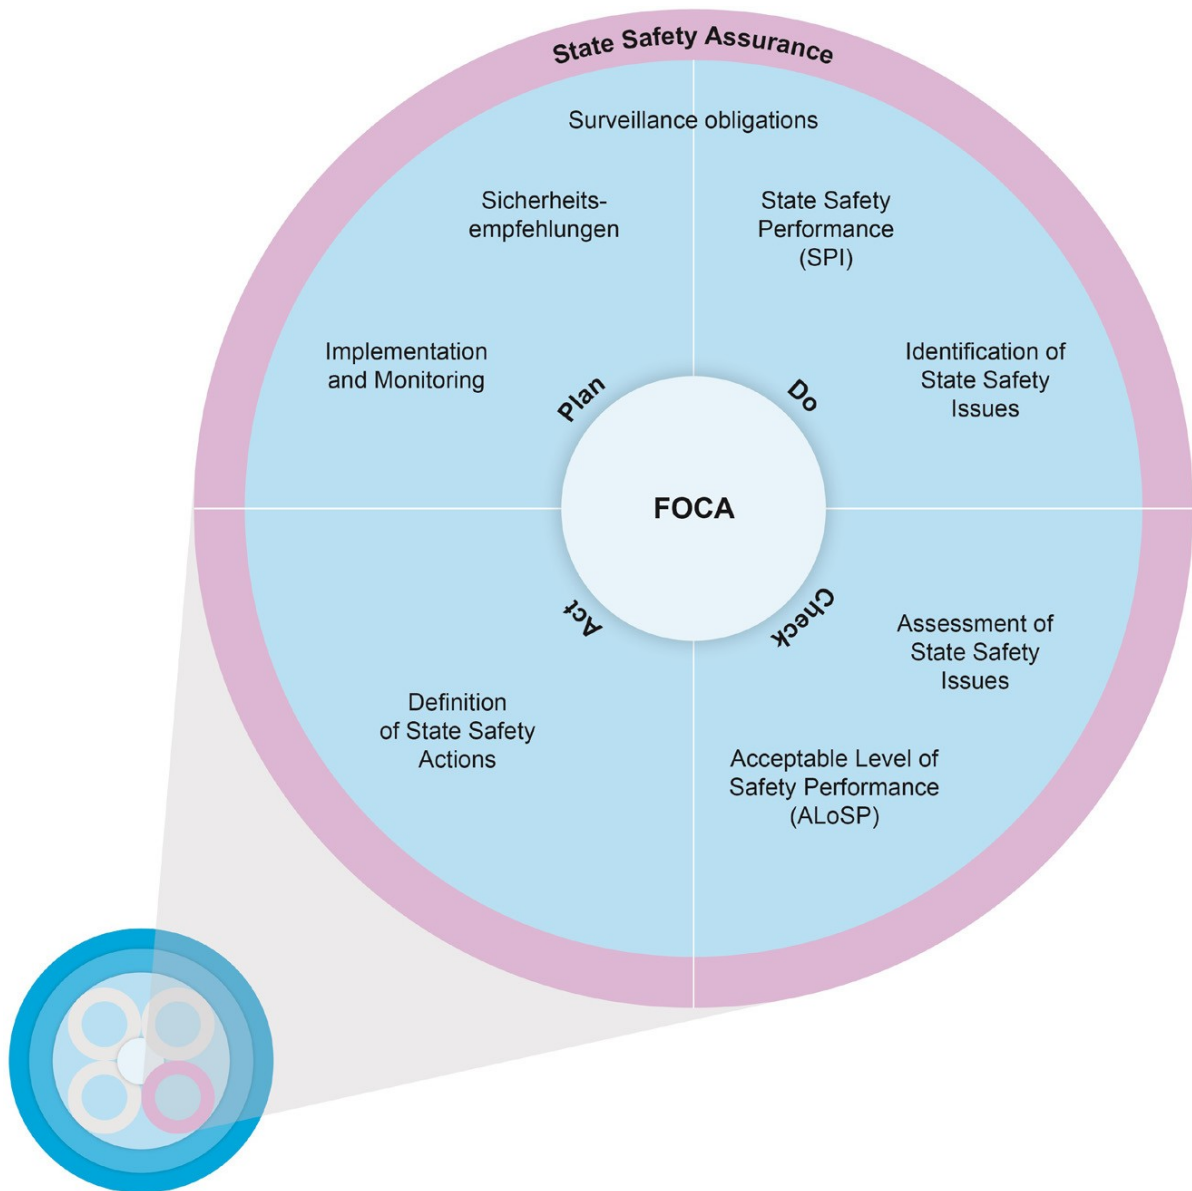 State Safety Assurance
Surveillance obligations
Sicherheits-
empfehlungen
State Safety
Performance
(SPI)
Implementation
and Monitoring
Identification of
State Safety
Issues
Plan
Do
FOCA
Act
Check
Assessment of
State Safety
Issues
Definition
of State Safety
Actions
Acceptable Level of
Safety Performance
(ALoSP)